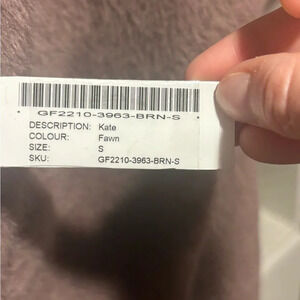 GF2210-3963-BRN-S
DESCRIPTION: Kate
COLOUR: Fawn
SIZE: S
SKU: GF2210-3963-BRN-S